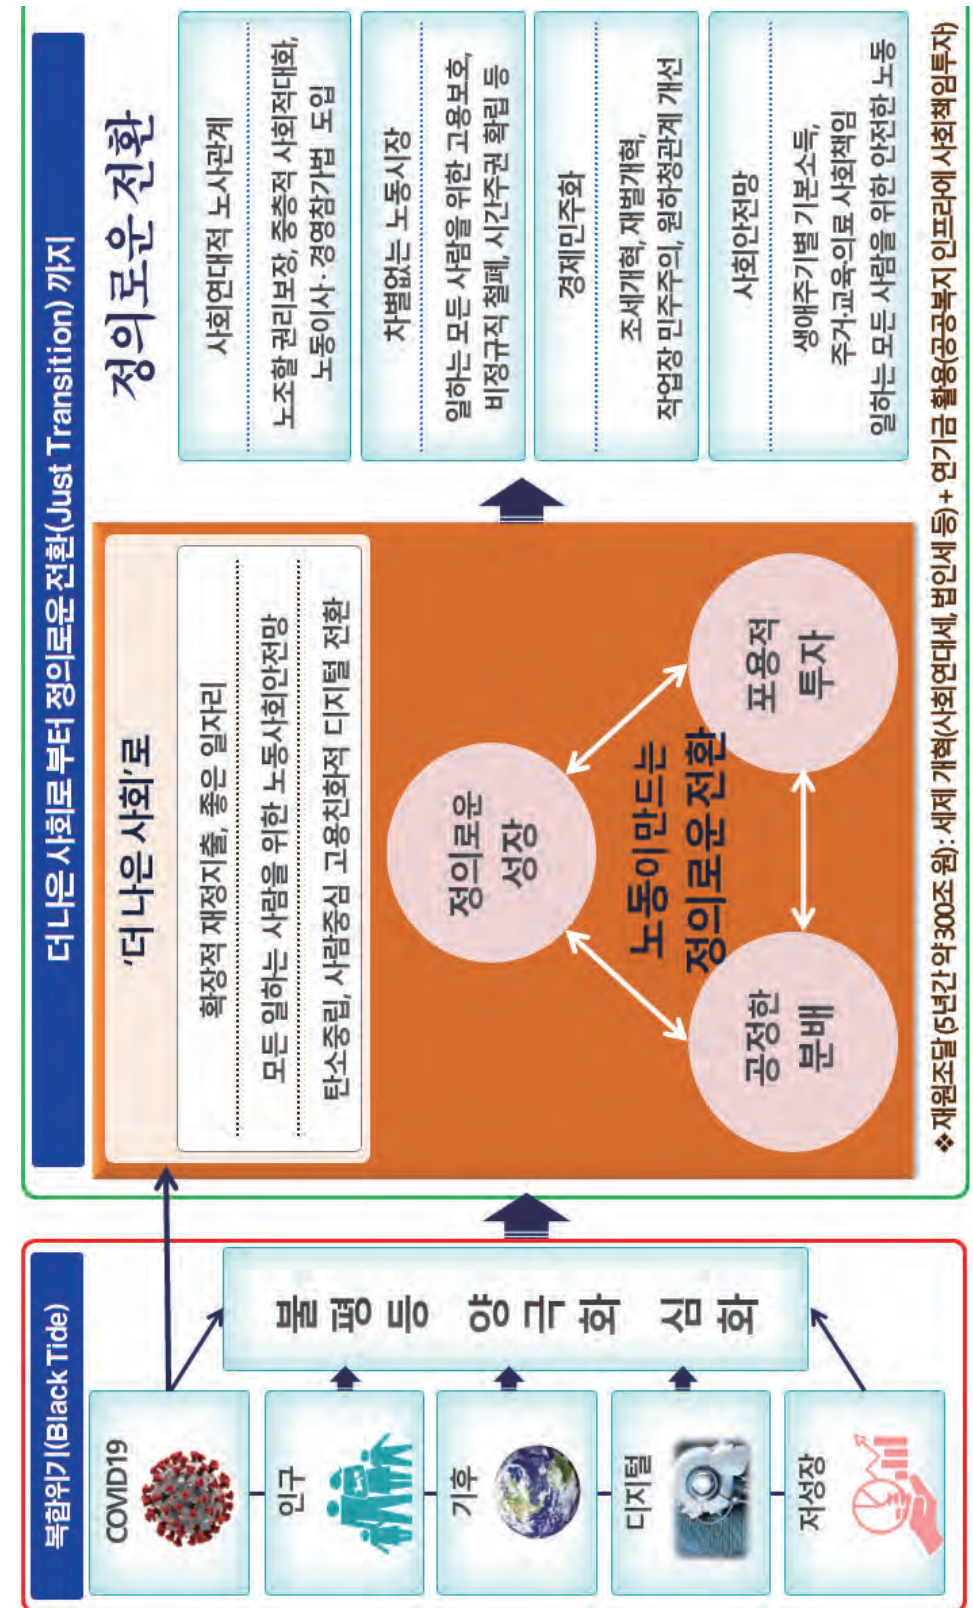 복합위기(Black Tide)
COVID19
인구
기후
디지털
저성장
불평등 양극화 심화
더 나은 사회로부터 정의로운 전환(Just Transition) 까지
‘더 나은 사회’로
확장적 재정지출, 좋은 일자리
모든 일하는 사람을 위한 노동사회안전망
탄소중립, 사람중심 고용친화적 디지털 전환
정의로운
성장
노동이 만드는
정의로운 전환
공정한
분배
포용적
투자
정의로운 전환
사회연대적 노사관계
노조할 권리보장, 중층적 사회적대화,
노동이사·경영참가법 도입
차별없는 노동시장
일하는 모든 사람을 위한 고용보호,
비정규직 철폐, 시간주권 확립 등
경제민주화
조세개혁, 재벌개혁,
작업장 민주주의, 원하청관계 개선
사회안전망
생애주기별 기본소득,
주거·교육의료 사회책임
일하는 모든 사람을 위한 안전한 노동
❖재원조달(5년간 약 300조 원) : 세제 개혁(사회연대세, 법인세 등) + 연기금 활용(공공복지 인프라에 사회책임투자)